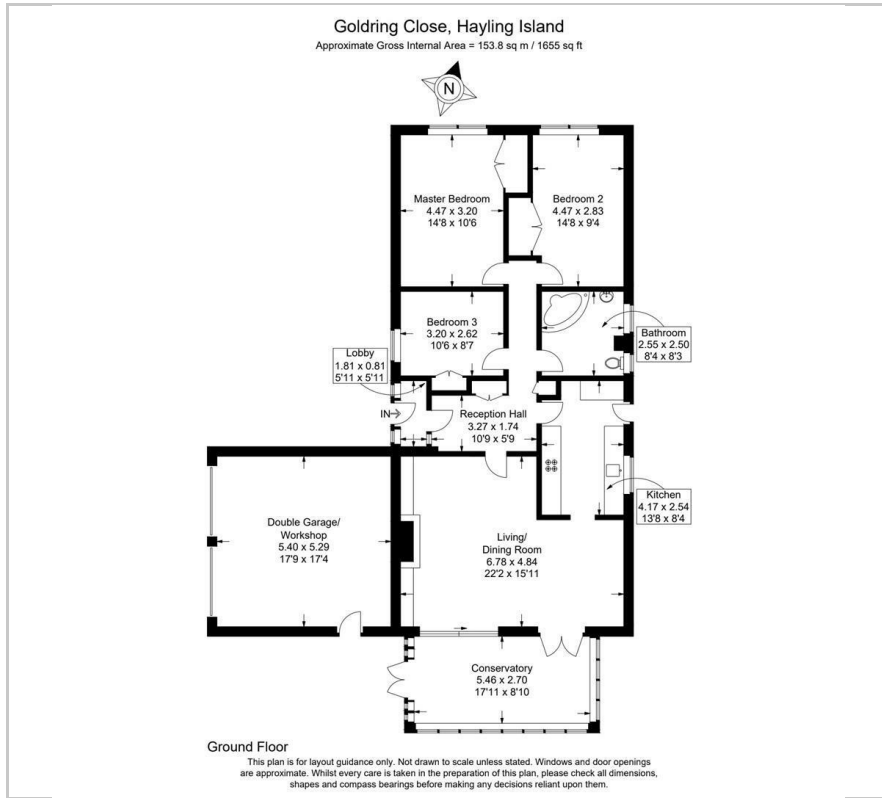 Goldring Close, Hayling Island
Approximate Gross Internal Area = 153.8 sq m / 1655 sq ft
N
Master Bedroom
4.47 x 3.20
14'8 x 10'6
Bedroom 2
4.47 x 2.83
14'8 x 9'4
Bedroom 3
3.20 x 2.62
10'6 x 8'7
Bathroom
2.55 x 2.50
8'4 x 8'3
Lobby
1.81 x 0.81
5'11 x 5'11
IN
Reception Hall
3.27 x 1.74
10'9 x 5'9
Kitchen
4.17 x 2.54
13'8 x 8'4
Double Garage/
Workshop
5.40 x 5.29
17'9 x 17'4
Living/
Dining Room
6.78 x 4.84
22'2 x 15'11
Conservatory
5.46 x 2.70
17'11 x 8'10
Ground Floor
This plan is for layout guidance only. Not drawn to scale unless stated. Windows and door openings
are approximate. Whilst every care is taken in the preparation of this plan, please check all dimensions,
shapes and compass bearings before making any decisions reliant upon them.